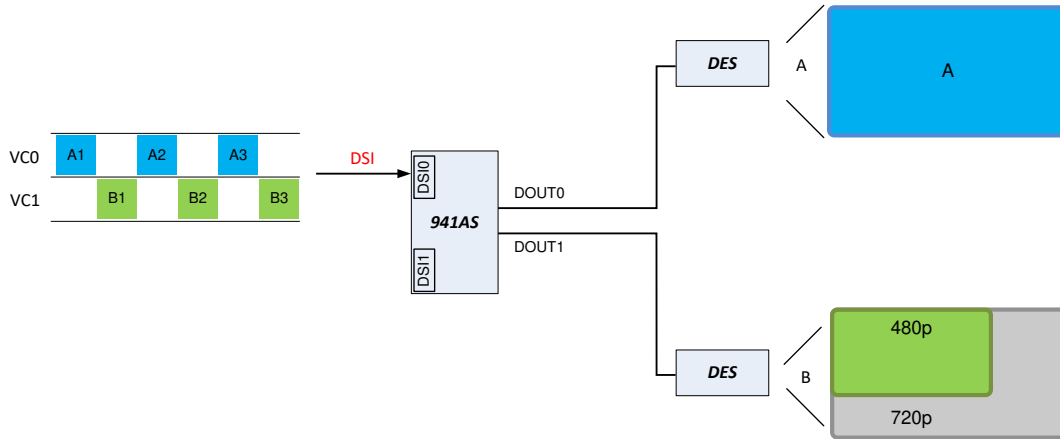 VC0
A1
A2
A3
VC1
B1
B2
B3
DSI
DSI0
941AS
DSI1
DOUT0
DOUT1
DES
A
A
DES
B
480p
720p